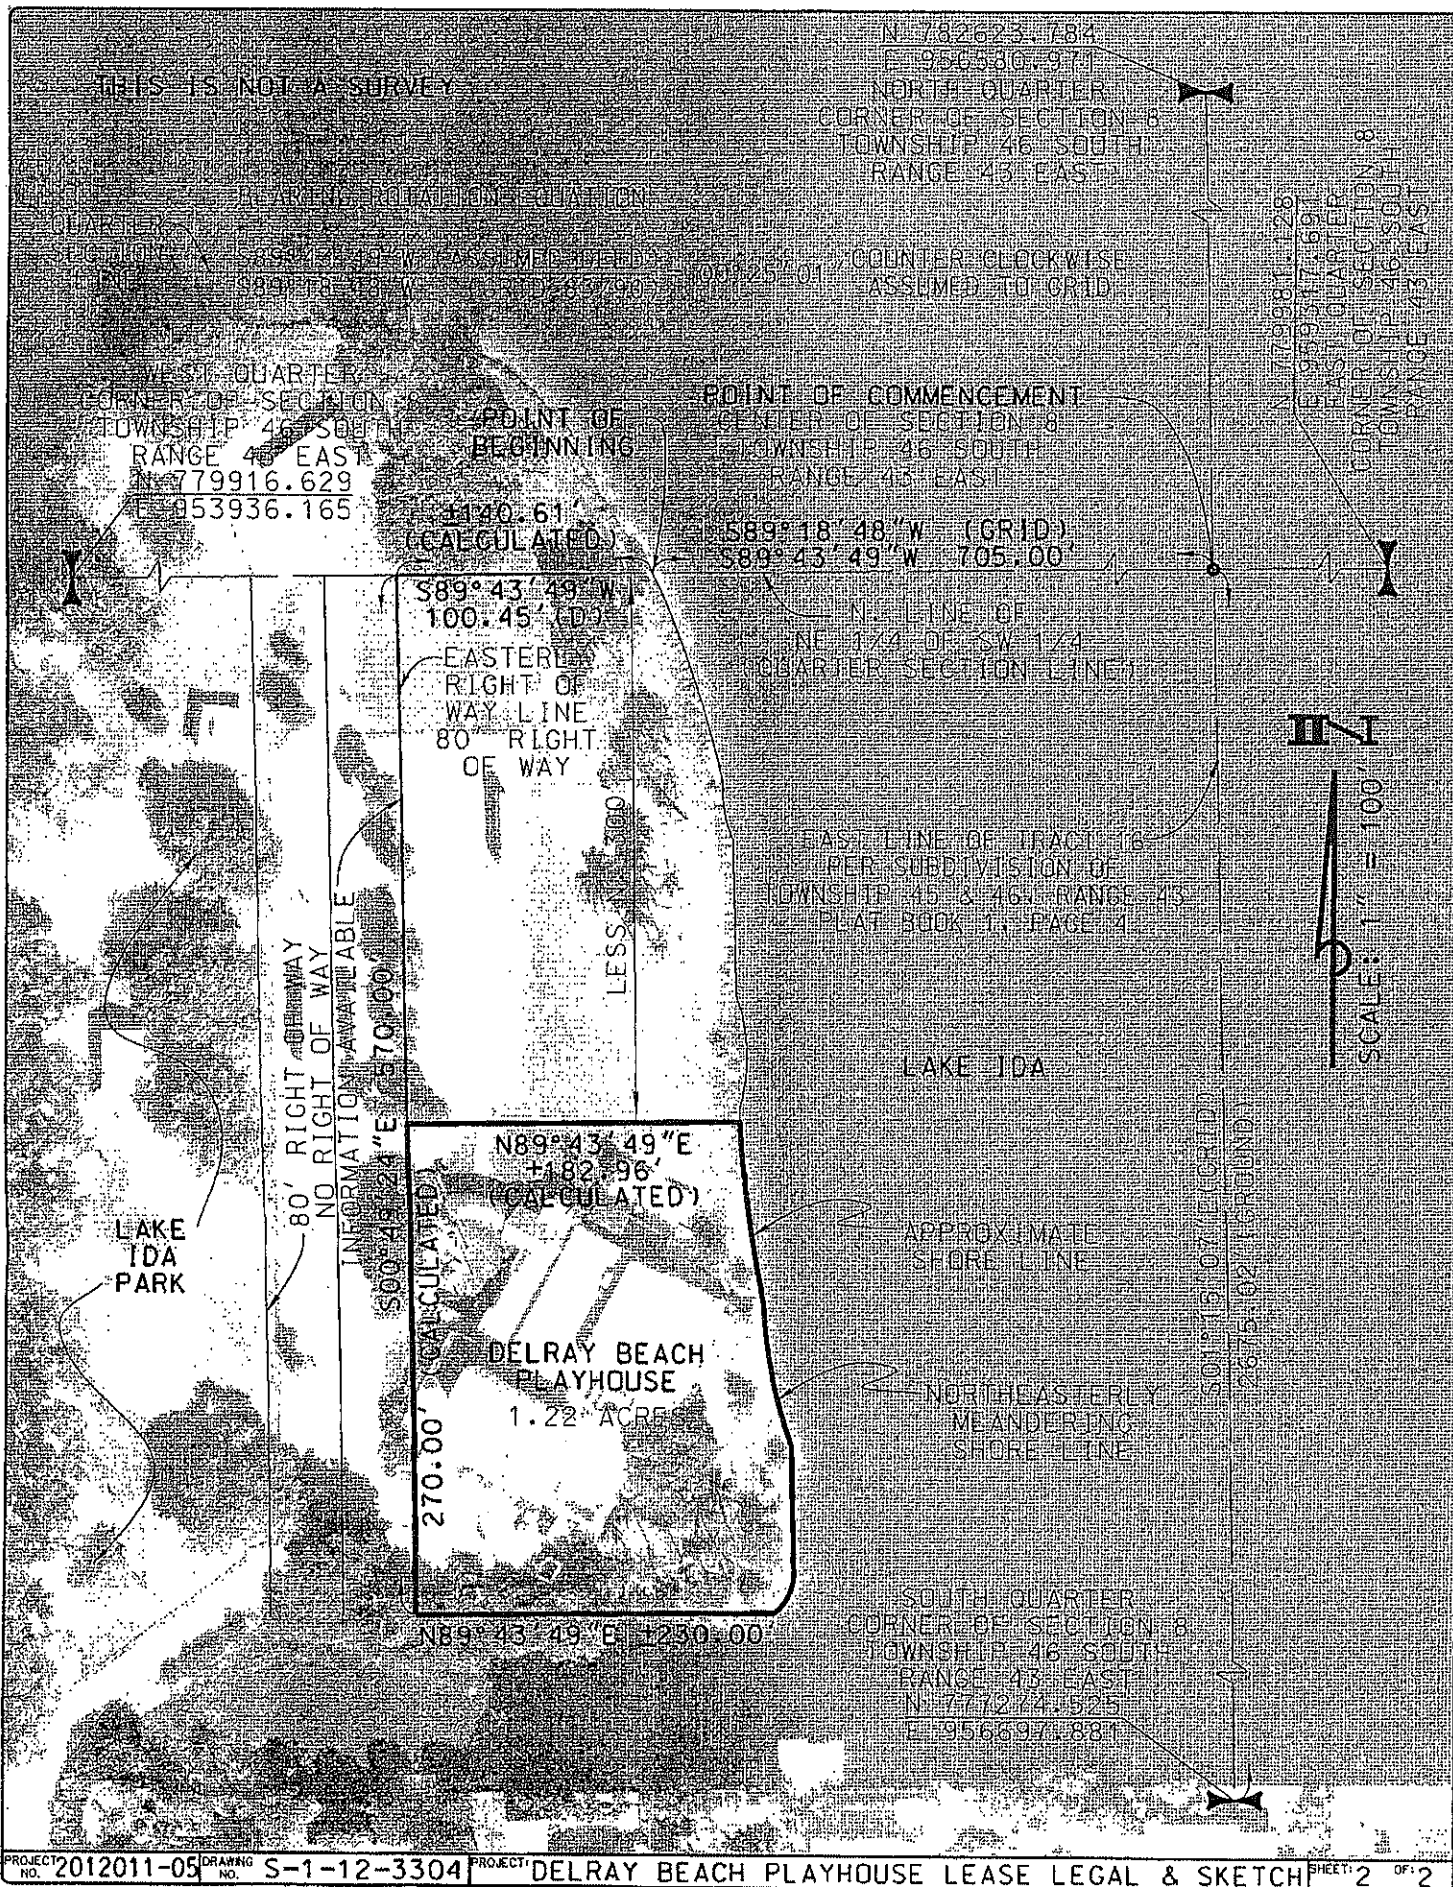 THIS IS NOT A SURVEY
N 782623.784
E 956580.971
NORTH QUARTER
CORNER OF SECTION 8
TOWNSHIP 46 SOUTH
RANGE 43 EAST
BEARING ROTATION EQUATION
QUARTER
SECTION
LINE
S89°43'49"W (ASSUMED DEED)
S89°18'48"W (GRID 83/90)
00°25'01"
COUNTER CLOCKWISE
ASSUMED TO GRID
N 779981.128
E 959317.691
EAST QUARTER
CORNER OF SECTION 8
TOWNSHIP 46 SOUTH
RANGE 43 EAST
WEST QUARTER
CORNER OF SECTION 8
TOWNSHIP 46 SOUTH
RANGE 43 EAST
N 779916.629
E 953936.165
POINT OF
BEGINNING
POINT OF COMMENCEMENT
CENTER OF SECTION 8
TOWNSHIP 46 SOUTH
RANGE 43 EAST
±140.61'
(CALCULATED)
S89°18'48"W (GRID)
S89°43'49"W 705.00'
S89°43'49"W
100.45' (D)
N. LINE OF
NE 1/4 OF SW 1/4
(QUARTER SECTION LINE)
EASTERLY
RIGHT OF
WAY LINE
80' RIGHT
OF WAY
LESS N. 300'
EAST LINE OF TRACT 16
PER SUBDIVISION OF
TOWNSHIP 45 & 46, RANGE 43
PLAT BOOK 1, PAGE 4
SCALE: 1" = 100'
80' RIGHT OF WAY
NO RIGHT OF WAY
INFORMATION AVAILABLE
S00°49'24"E 570.00'
LAKE IDA
N89°43'49"E
±182.96'
(CALCULATED)
LAKE
IDA
PARK
270.00' (CALCULATED)
APPROXIMATE
SHORE LINE
DELRAY BEACH
PLAYHOUSE
1.22 ACRES
NORTHEASTERLY
MEANDERING
SHORE LINE
2675.02' (GROUND)
N89°43'49"E ±230.00'
SOUTH QUARTER
CORNER OF SECTION 8
TOWNSHIP 46 SOUTH
RANGE 43 EAST
N 777274.525
E 956697.881
PROJECT NO. 2012011-05 DRAWING NO. S-1-12-3304 PROJECT: DELRAY BEACH PLAYHOUSE LEASE LEGAL & SKETCH SHEET: 2 OF: 2